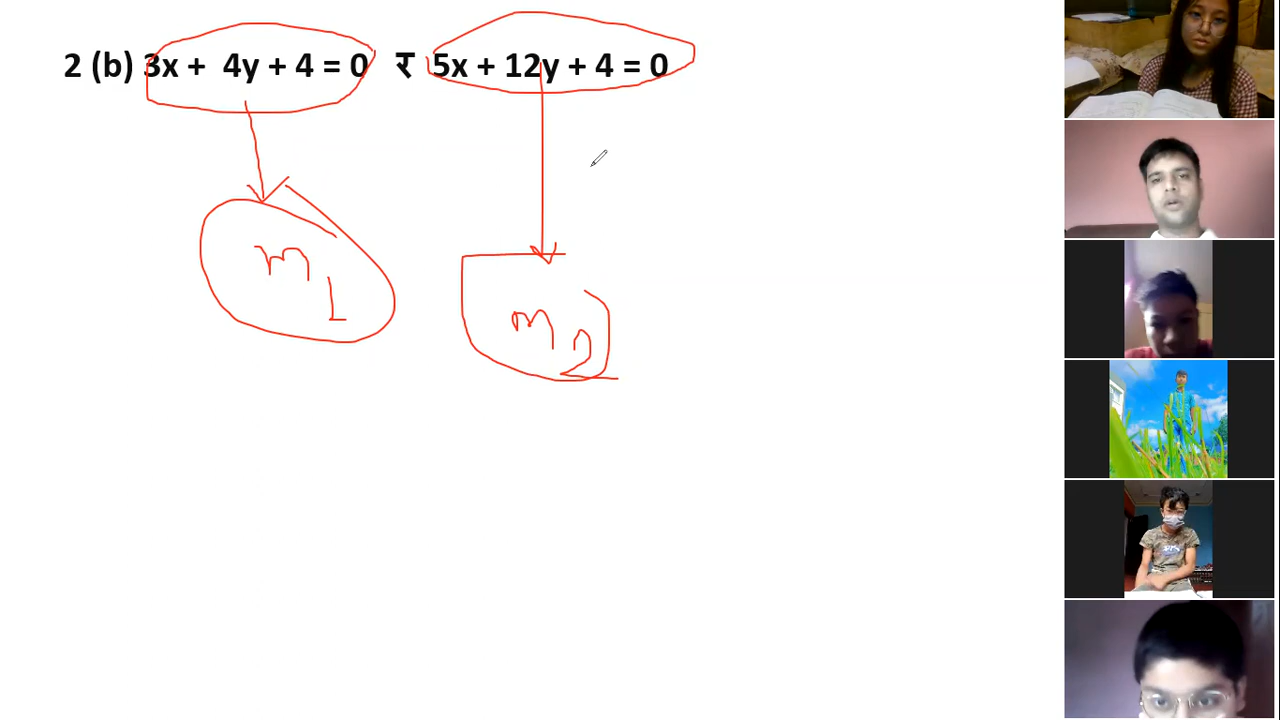 2 (b) 3x + 4y + 4 = 0 र 5x + 12y + 4 = 0
m1
m2